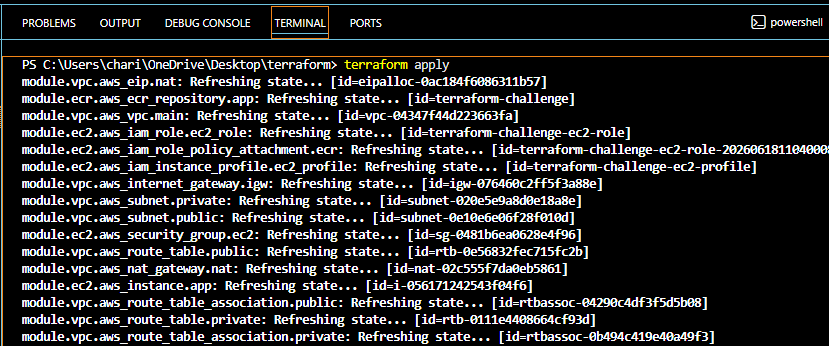 PROBLEMS OUTPUT DEBUG CONSOLE TERMINAL PORTS powershell
PS C:\Users\chari\OneDrive\Desktop\terraform> terraform apply
module.vpc.aws_eip.nat: Refreshing state... [id=eipalloc-0ac184f6086311b57]
module.ecr.aws_ecr_repository.app: Refreshing state... [id=terraform-challenge]
module.vpc.aws_vpc.main: Refreshing state... [id=vpc-04347f44d223663fa]
module.ec2.aws_iam_role.ec2_role: Refreshing state... [id=terraform-challenge-ec2-role]
module.ec2.aws_iam_role_policy_attachment.ecr: Refreshing state... [id=terraform-challenge-ec2-role-2026061811040008
module.ec2.aws_iam_instance_profile.ec2_profile: Refreshing state... [id=terraform-challenge-ec2-profile]
module.vpc.aws_internet_gateway.igw: Refreshing state... [id=igw-076460c2ff5f3a88e]
module.vpc.aws_subnet.private: Refreshing state... [id=subnet-020e5e9a8d0e18a8e]
module.vpc.aws_subnet.public: Refreshing state... [id=subnet-0e10e6e06f28f010d]
module.ec2.aws_security_group.ec2: Refreshing state... [id=sg-0481b6ea0628e4f96]
module.vpc.aws_route_table.public: Refreshing state... [id=rtb-0e56832fec715fc2b]
module.vpc.aws_nat_gateway.nat: Refreshing state... [id=nat-02c555f7da0eb5861]
module.ec2.aws_instance.app: Refreshing state... [id=i-056171242543f04f6]
module.vpc.aws_route_table_association.public: Refreshing state... [id=rtbassoc-04290c4df3f5d5b08]
module.vpc.aws_route_table.private: Refreshing state... [id=rtb-0111e4408664cf93d]
module.vpc.aws_route_table_association.private: Refreshing state... [id=rtbassoc-0b494c419e40a49f3]